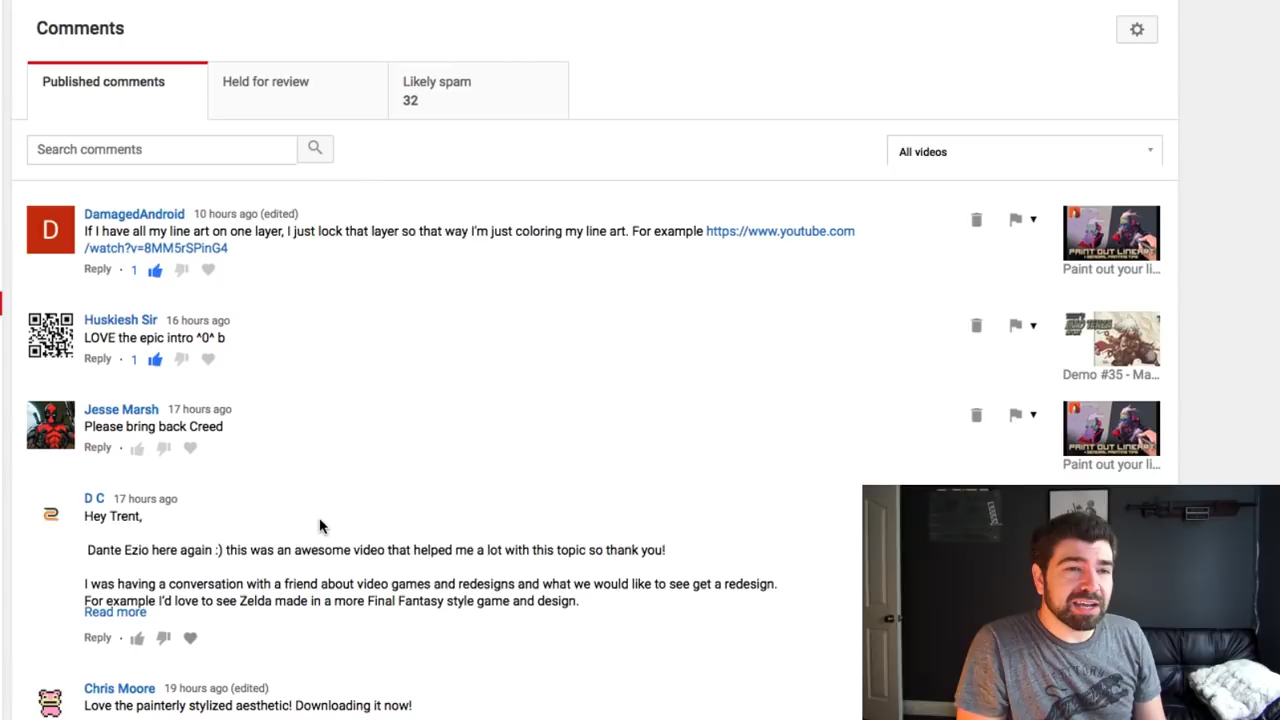 Comments
Published comments
Held for review
Likely spam
32
Search comments
All videos
DamagedAndroid 10 hours ago (edited)
If I have all my line art on one layer, I just lock that layer so that way I'm just coloring my line art. For example https://www.youtube.com
/watch?v=8MM5rSPinG4
Reply · 1
D
PAINT OUT YOUR LI
Paint out your li...
Huskiesh Sir 16 hours ago
LOVE the epic intro ^0^ b
Reply · 1
Demo #35 - Ma...
Jesse Marsh 17 hours ago
Please bring back Creed
Reply ·
PAINT OUT LINEART
Paint out your li...
D C 17 hours ago
Hey Trent,
Dante Ezio here again :) this was an awesome video that helped me a lot with this topic so thank you!
I was having a conversation with a friend about video games and redesigns and what we would like to see get a redesign.
For example I'd love to see Zelda made in a more Final Fantasy style game and design.
Read more
Reply ·
Chris Moore 19 hours ago (edited)
Love the painterly stylized aesthetic! Downloading it now!